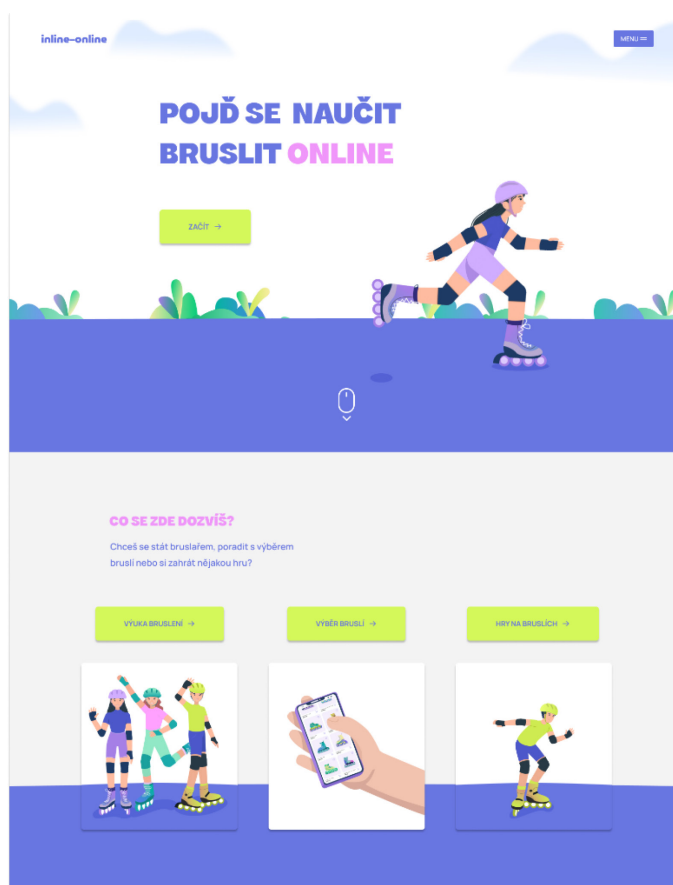 inline–online
MENU
POJĎ SE NAUČIT
BRUSLIT ONLINE
ZAČÍT →
CO SE ZDE DOZVÍŠ?
Chceš se stát bruslařem, poradit s výběrem
bruslí nebo si zahrát nějakou hru?
VÝUKA BRUSLENÍ →
VÝBĚR BRUSLÍ →
HRY NA BRUSLÍCH →